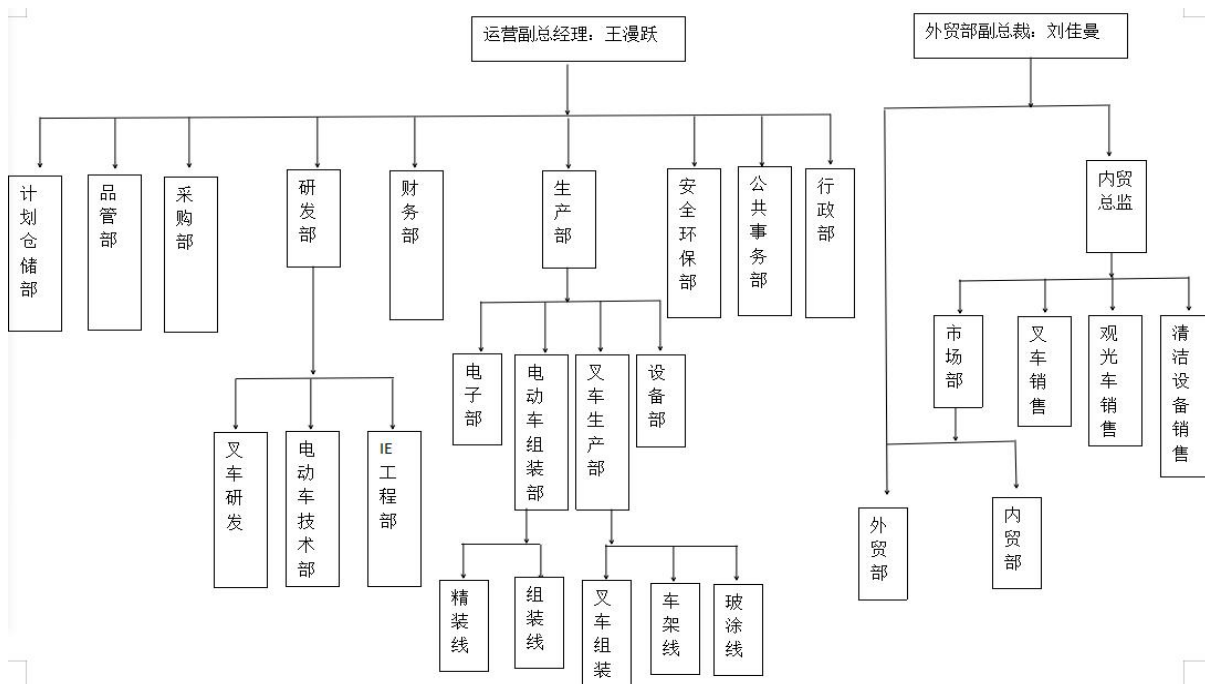 运营副总经理：王漫跃
外贸部副总裁：刘佳曼
计划仓储部
品管部
采购部
研发部
财务部
生产部
安全环保部
公共事务部
行政部
内贸总监
电子部
电动车组装部
叉车生产部
设备部
市场部
叉车销售
观光车销售
清洁设备销售
叉车研发
电动车技术部
IE工程部
外贸部
内贸部
精装线
组装线
叉车组装
车架线
玻涂线